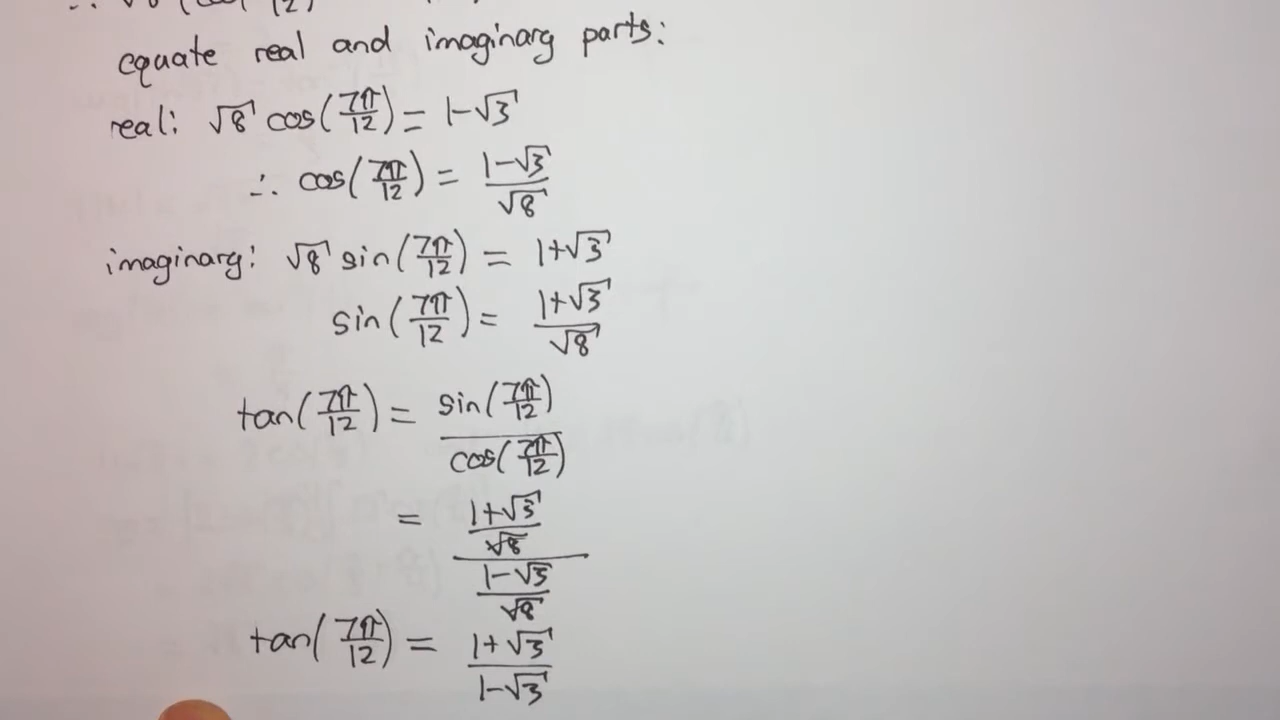 equate real and imaginary parts:
real: √8 cos(7π/12) = 1-√3
∴ cos(7π/12) = (1-√3)/√8
imaginary: √8 sin(7π/12) = 1+√3
sin(7π/12) = (1+√3)/√8
tan(7π/12) = sin(7π/12)/cos(7π/12)
= ((1+√3)/√8)/((1-√3)/√8)
tan(7π/12) = (1+√3)/(1-√3)